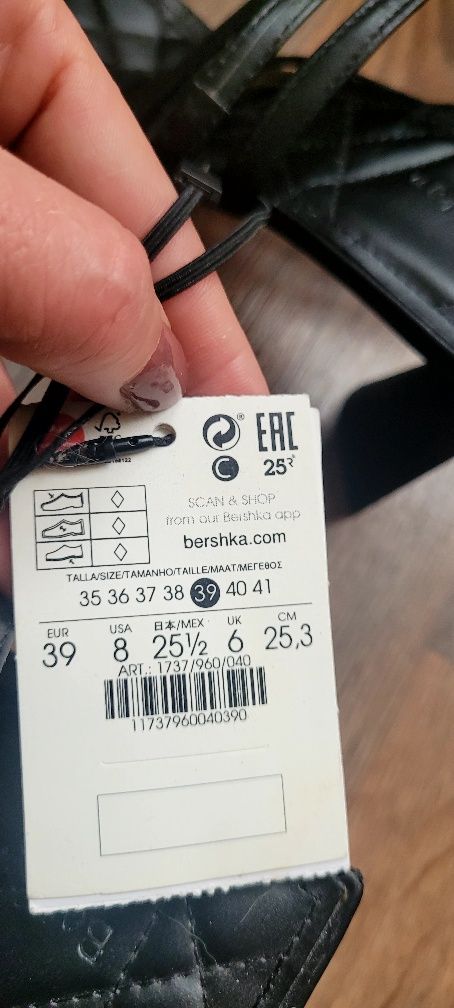 EAC
25
SCAN & SHOP
from our Bershka app
bershka.com
TALLA/SIZE/TAMANHO/TAILLE/MAAT/ΜΕΓΕΘΟΣ
35 36 37 38 39 40 41
EUR USA 日本/MEX UK CM
39 8 25½ 6 25,3
ART.: 1737/960/040
11737960040390